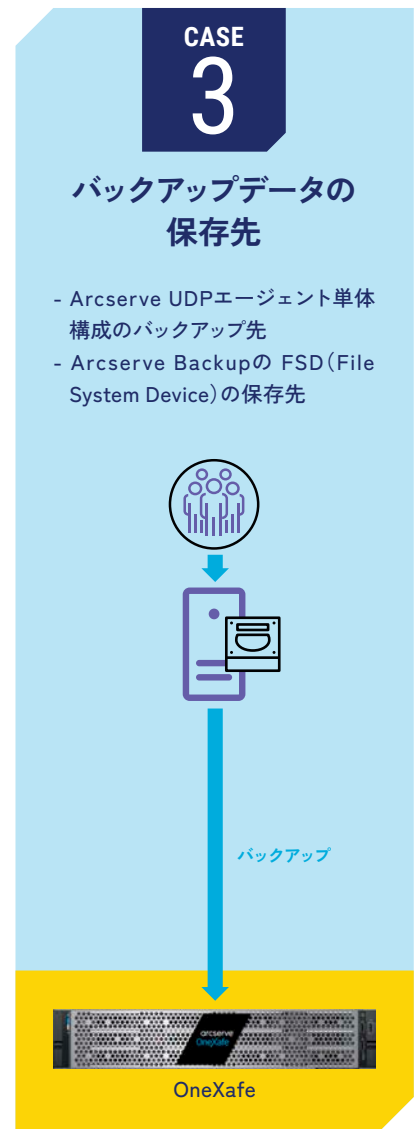 CASE
3
バックアップデータの
保存先
- Arcserve UDPエージェント単体
構成のバックアップ先
- Arcserve Backupの FSD（File
System Device）の保存先
バックアップ
arcserve
OneXafe
OneXafe